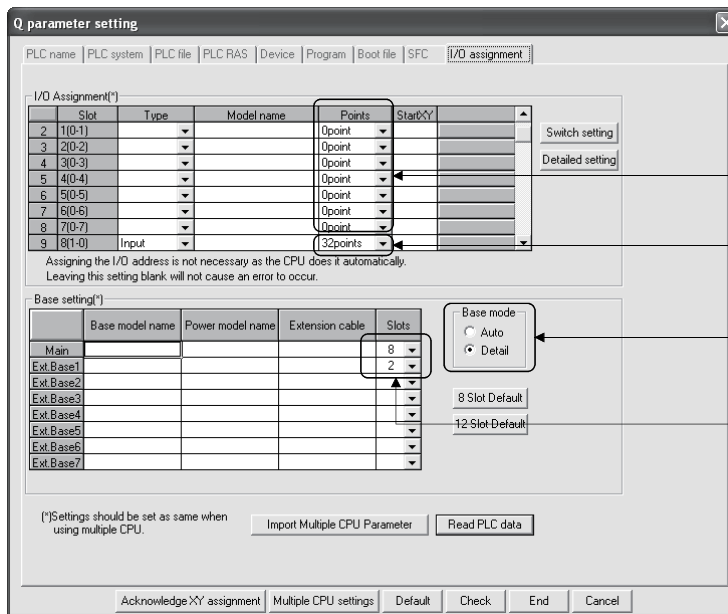 Q parameter setting
PLC name PLC system PLC file PLC RAS Device Program Boot file SFC I/O assignment
I/O Assignment(*)
Slot Type Model name Points StartXY
2 1(0-1) 0point
3 2(0-2) 0point
4 3(0-3) 0point
5 4(0-4) 0point
6 5(0-5) 0point
7 6(0-6) 0point
8 7(0-7) 0point
9 8(1-0) Input 32points
Switch setting
Detailed setting
Assigning the I/O address is not necessary as the CPU does it automatically.
Leaving this setting blank will not cause an error to occur.
Base setting(*)
Base model name Power model name Extension cable Slots
Main 8
Ext.Base1 2
Ext.Base2
Ext.Base3
Ext.Base4
Ext.Base5
Ext.Base6
Ext.Base7
Base mode
Auto
Detail
8 Slot Default
12 Slot Default
(*)Settings should be set as same when
using multiple CPU.
Import Multiple CPU Parameter Read PLC data
Acknowledge XY assignment Multiple CPU settings Default Check End Cancel